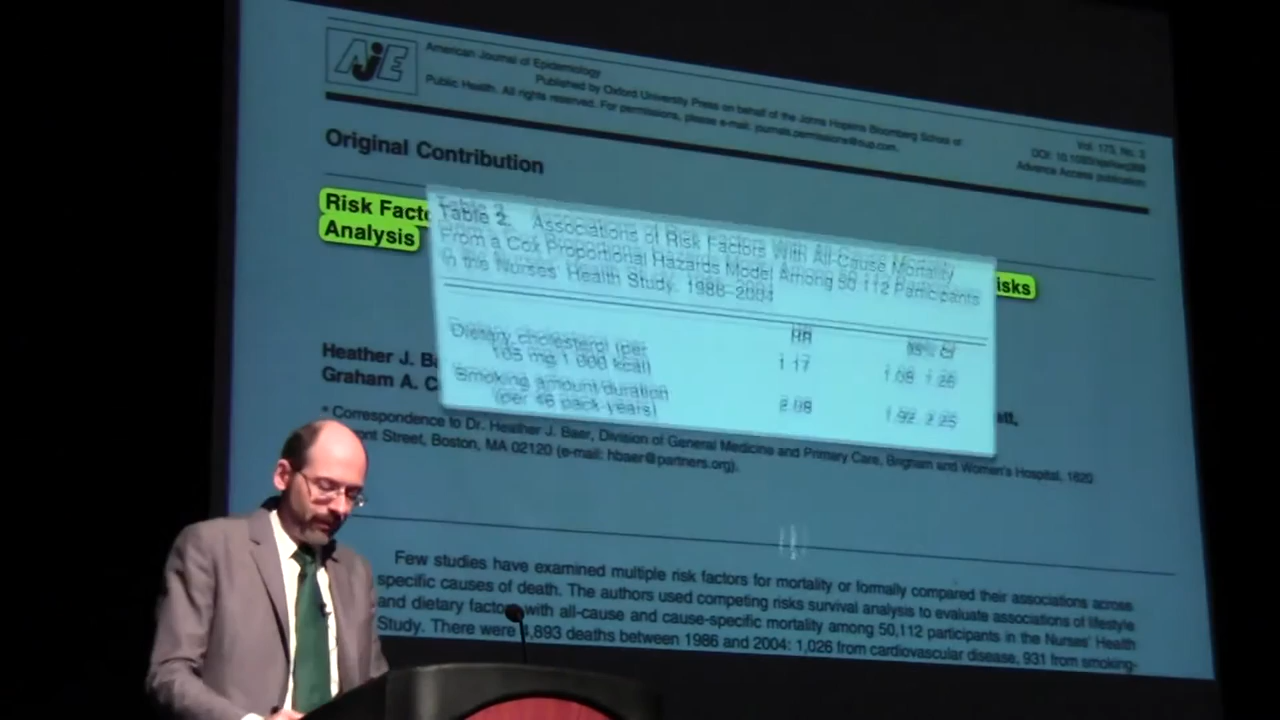 AJE
American Journal of Epidemiology
Published by Oxford University Press on behalf of the Johns Hopkins Bloomberg School of
Public Health. All rights reserved. For permissions, please e-mail: journals.permissions@oup.com.
Vol. 173, No. 3
DOI:
Advance Access publication
Original Contribution
Risk Facto
isks
Analysis
Table 2. Associations of Risk Factors With All-Cause Mortality
From a Cox Proportional Hazards Model Among 50,112 Participants
in the Nurses' Health Study, 1986–2004
HR 95% CI
Dietary cholesterol (per
105 mg/1,000 kcal) 1.17
Smoking amount/duration
(per 46 pack-years) 2.08 1.92, 2.25
Heather J. Ba
Graham A. C
* Correspondence to Dr. Heather J. Baer, Division of General Medicine and Primary Care, Brigham and Women's Hospital, 1620
ont Street, Boston, MA 02120 (e-mail: hbaer@partners.org).
Few studies have examined multiple risk factors for mortality or formally compared their associations across
specific causes of death. The authors used competing risks survival analysis to evaluate associations of lifestyle
and dietary factors with all-cause and cause-specific mortality among 50,112 participants in the Nurses' Health
Study. There were 4,893 deaths between 1986 and 2004: 1,026 from cardiovascular disease, 931 from smoking-